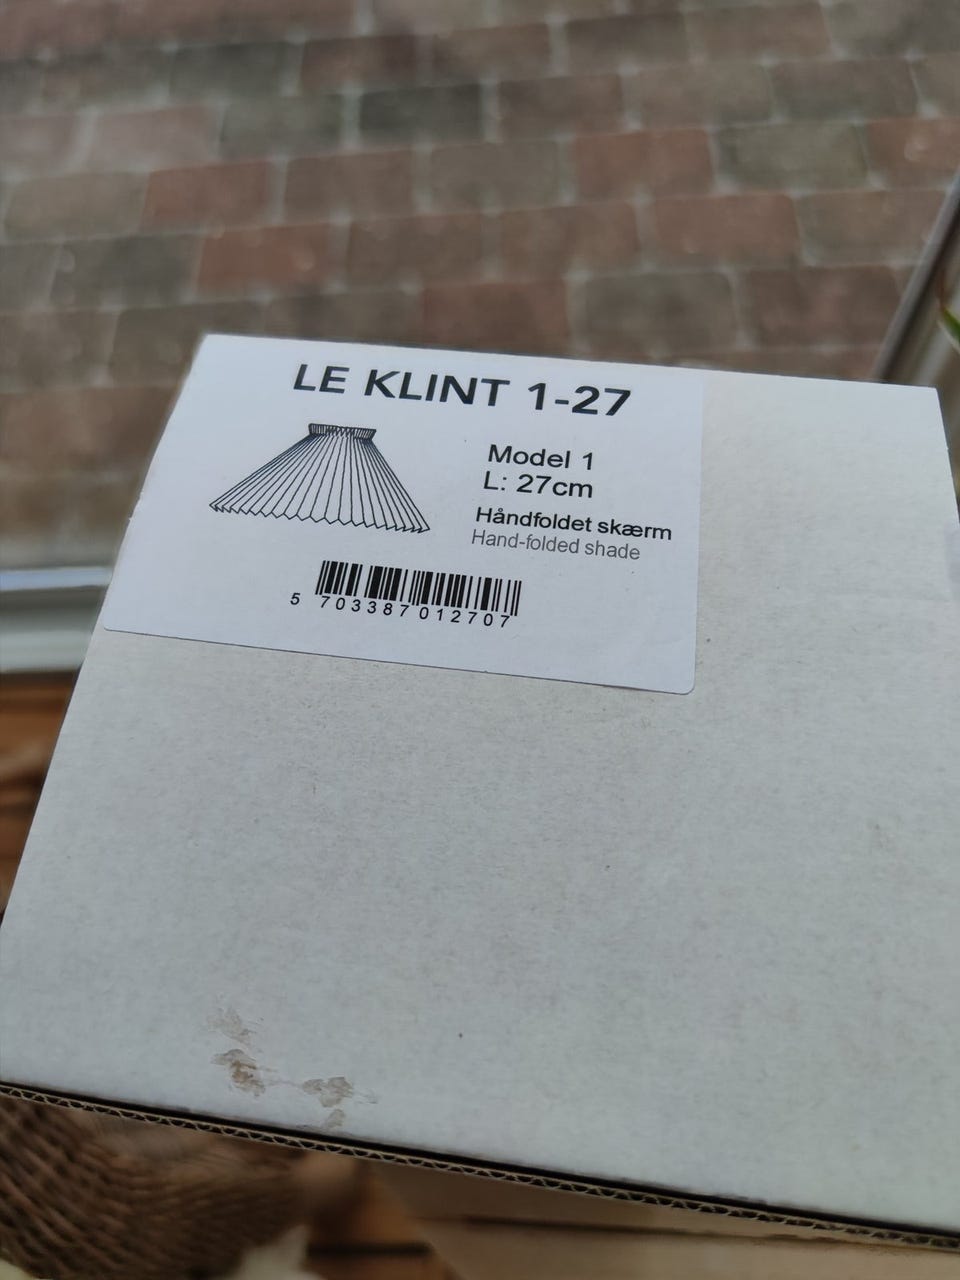 LE KLINT 1-27
Model 1
L: 27cm
Håndfoldet skærm
Hand-folded shade
5 703387 012707